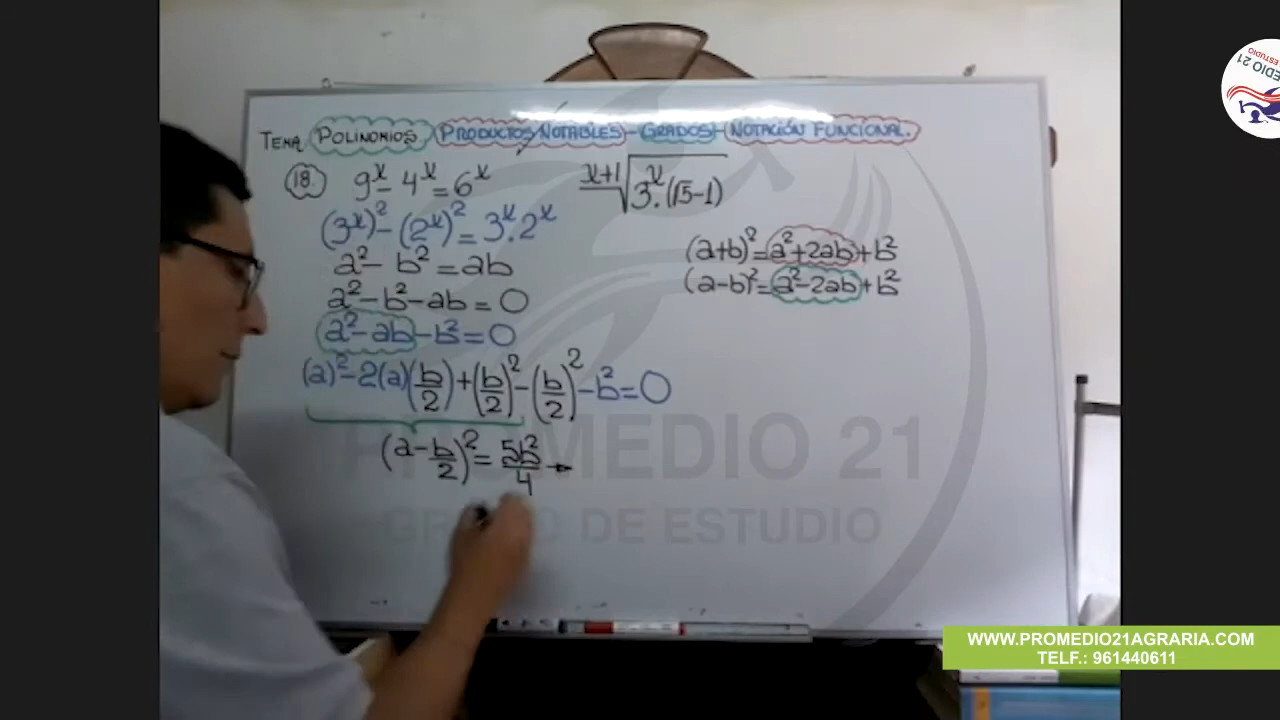 TEMA POLINOMIOS PRODUCTOS NOTABLES - GRADOS - NOTACIÓN FUNCIONAL.
18. 9^x - 4^x = 6^x
\sqrt[x+1]{3^x.(√5-1)}
(3^x)^2 - (2^x)^2 = 3^x.2^x
a^2 - b^2 = ab
a^2 - b^2 - ab = 0
a^2 - ab - b^2 = 0
(a)^2 - 2(a)(b/2) + (b/2)^2 - (b/2)^2 - b^2 = 0
(a - b/2)^2 = 5b^2/4 →
(a+b)^2 = a^2+2ab+b^2
(a-b)^2 = a^2-2ab+b^2
PROMEDIO 21
GRUPO DE ESTUDIO
WWW.PROMEDIO21AGRARIA.COM
TELF.: 961440611